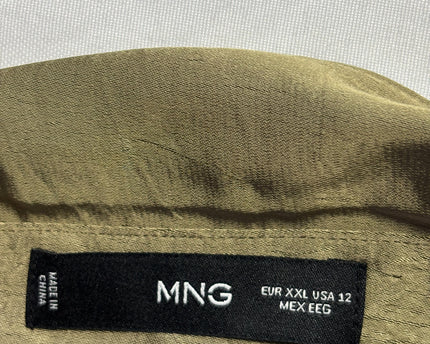 MADE IN
CHINA
MNG
EUR XXL USA 12
MEX EEG